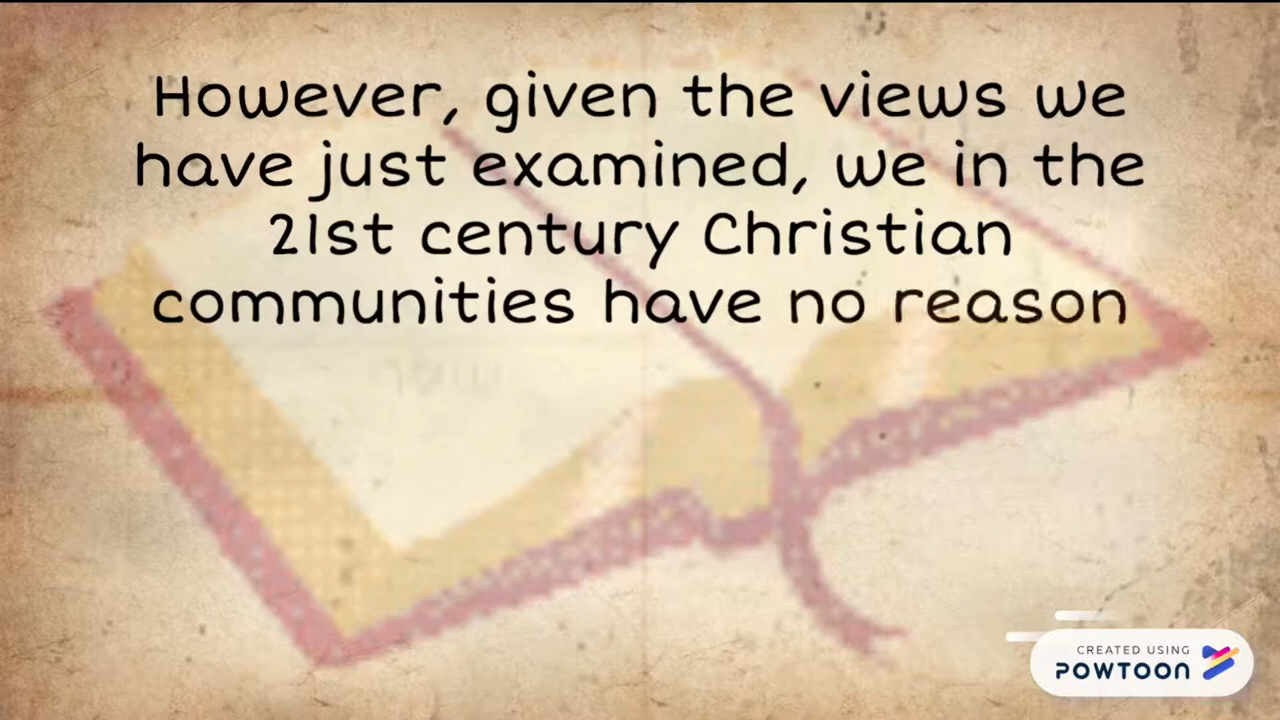 However, given the views we
have just examined, we in the
21st century Christian
communities have no reason
CREATED USING
POWTOON